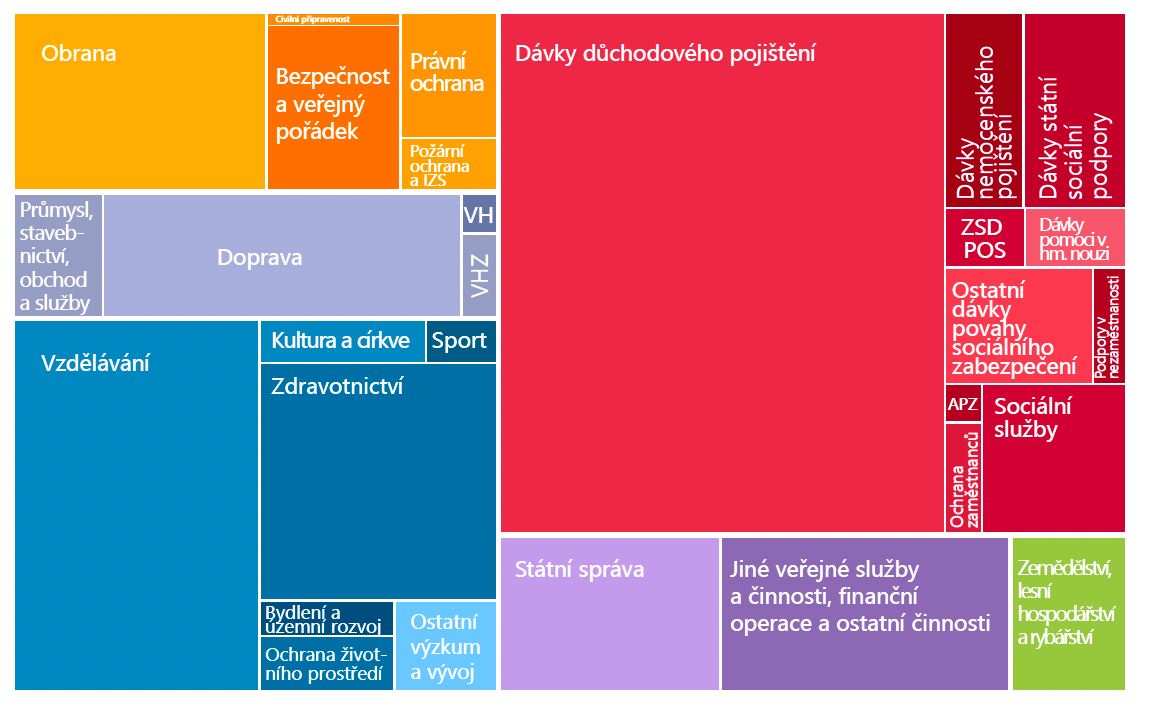 Obrana
Civilní připravenost
Bezpečnost
a veřejný
pořádek
Právní
ochrana
Požární
ochrana
a IZS
Průmysl,
staveb-
nictví,
obchod
a služby
Doprava
VH
VHZ
Vzdělávání
Kultura a církve
Sport
Zdravotnictví
Bydlení a
územní rozvoj
Ochrana život-
ního prostředí
Ostatní
výzkum
a vývoj
Dávky důchodového pojištění
Dávky
nemocenského
pojištění
Dávky státní
sociální
podpory
ZSD
POS
Dávky
pomoci v
hm. nouzi
Ostatní
dávky
povahy
sociálního
zabezpečení
Podpory v
nezaměstnanosti
APZ
Ochrana
zaměstnanců
Sociální
služby
Státní správa
Jiné veřejné služby
a činnosti, finanční
operace a ostatní činnosti
Zemědělství,
lesní
hospodářství
a rybářství